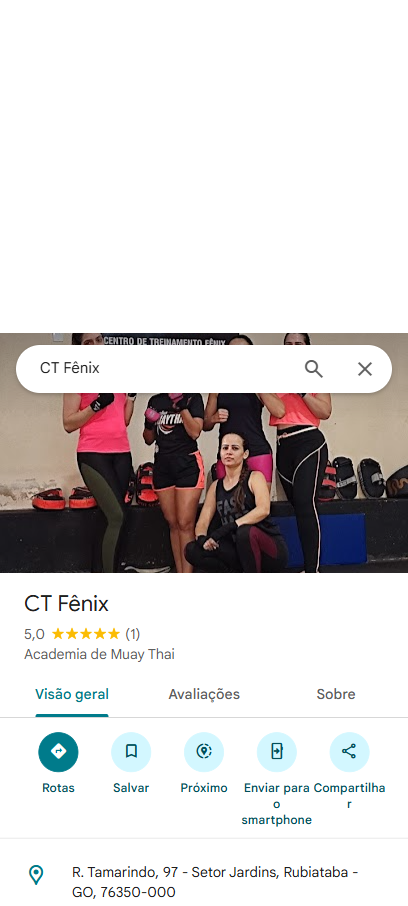 CENTRO DE TREINAMENTO FÊNIX
CT Fênix
CT Fênix
5,0 (1)
Academia de Muay Thai
Visão geral Avaliações Sobre
Rotas Salvar Próximo Enviar para o smartphone Compartilhar
R. Tamarindo, 97 - Setor Jardins, Rubiataba -
GO, 76350-000